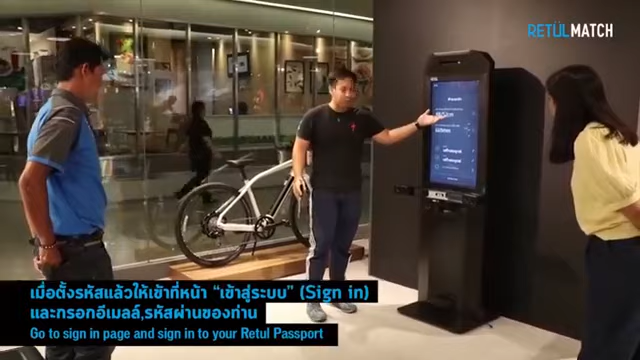 RETÜLMATCH
เมื่อตั้งรหัสแล้วให้เข้าที่หน้า “เข้าสู่ระบบ” (Sign in)
และกรอกอีเมลล์,รหัสผ่านของท่าน
Go to sign in page and sign in to your Retul Passport